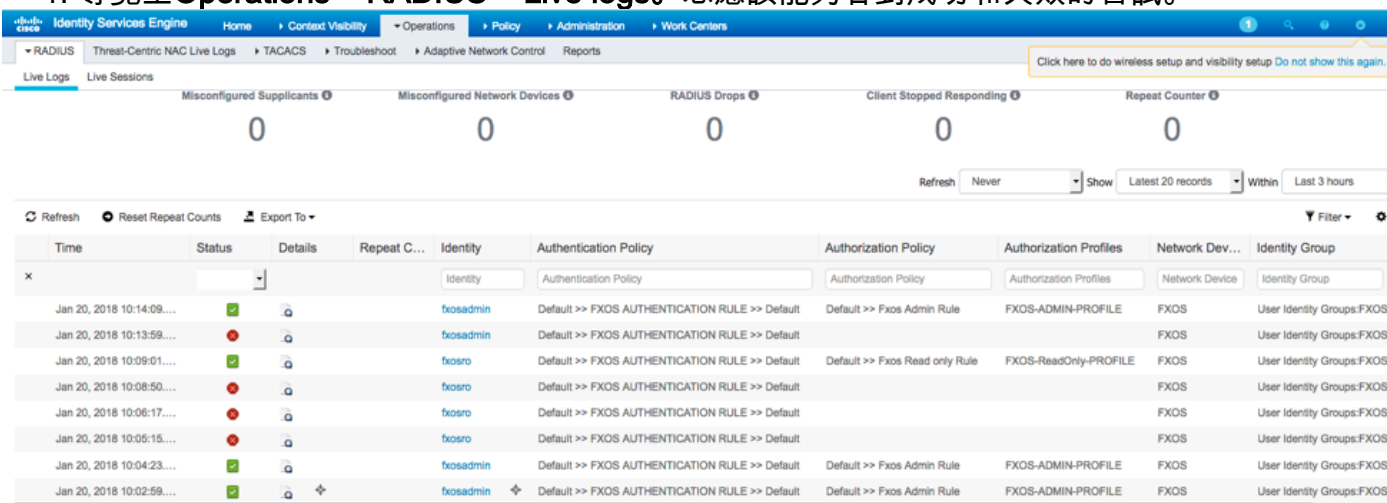 Identity Services Engine Home Context Visibility Operations Policy Administration Work Centers 1
cisco
RADIUS Threat-Centric NAC Live Logs TACACS Troubleshoot Adaptive Network Control Reports
Click here to do wireless setup and visibility setup Do not show this again.
Live Logs Live Sessions
Misconfigured Supplicants Misconfigured Network Devices RADIUS Drops Client Stopped Responding Repeat Counter
0 0 0 0 0
Refresh Never Show Latest 20 records Within Last 3 hours
Refresh Reset Repeat Counts Export To Filter
Time Status Details Repeat C... Identity Authentication Policy Authorization Policy Authorization Profiles Network Dev... Identity Group
× Identity Authentication Policy Authorization Policy Authorization Profiles Network Device Identity Group
Jan 20, 2018 10:14:09.... fxosadmin Default >> FXOS AUTHENTICATION RULE >> Default Default >> Fxos Admin Rule FXOS-ADMIN-PROFILE FXOS User Identity Groups:FXOS
Jan 20, 2018 10:13:59.... fxosadmin Default >> FXOS AUTHENTICATION RULE >> Default FXOS User Identity Groups:FXOS
Jan 20, 2018 10:09:01.... fxosro Default >> FXOS AUTHENTICATION RULE >> Default Default >> Fxos Read only Rule FXOS-ReadOnly-PROFILE FXOS User Identity Groups:FXOS
Jan 20, 2018 10:08:50.... fxosro Default >> FXOS AUTHENTICATION RULE >> Default FXOS User Identity Groups:FXOS
Jan 20, 2018 10:06:17.... fxosro Default >> FXOS AUTHENTICATION RULE >> Default FXOS User Identity Groups:FXOS
Jan 20, 2018 10:05:15.... fxosro Default >> FXOS AUTHENTICATION RULE >> Default FXOS User Identity Groups:FXOS
Jan 20, 2018 10:04:23.... fxosadmin Default >> FXOS AUTHENTICATION RULE >> Default Default >> Fxos Admin Rule FXOS-ADMIN-PROFILE FXOS User Identity Groups:FXOS
Jan 20, 2018 10:02:59.... fxosadmin Default >> FXOS AUTHENTICATION RULE >> Default Default >> Fxos Admin Rule FXOS-ADMIN-PROFILE FXOS User Identity Groups:FXOS